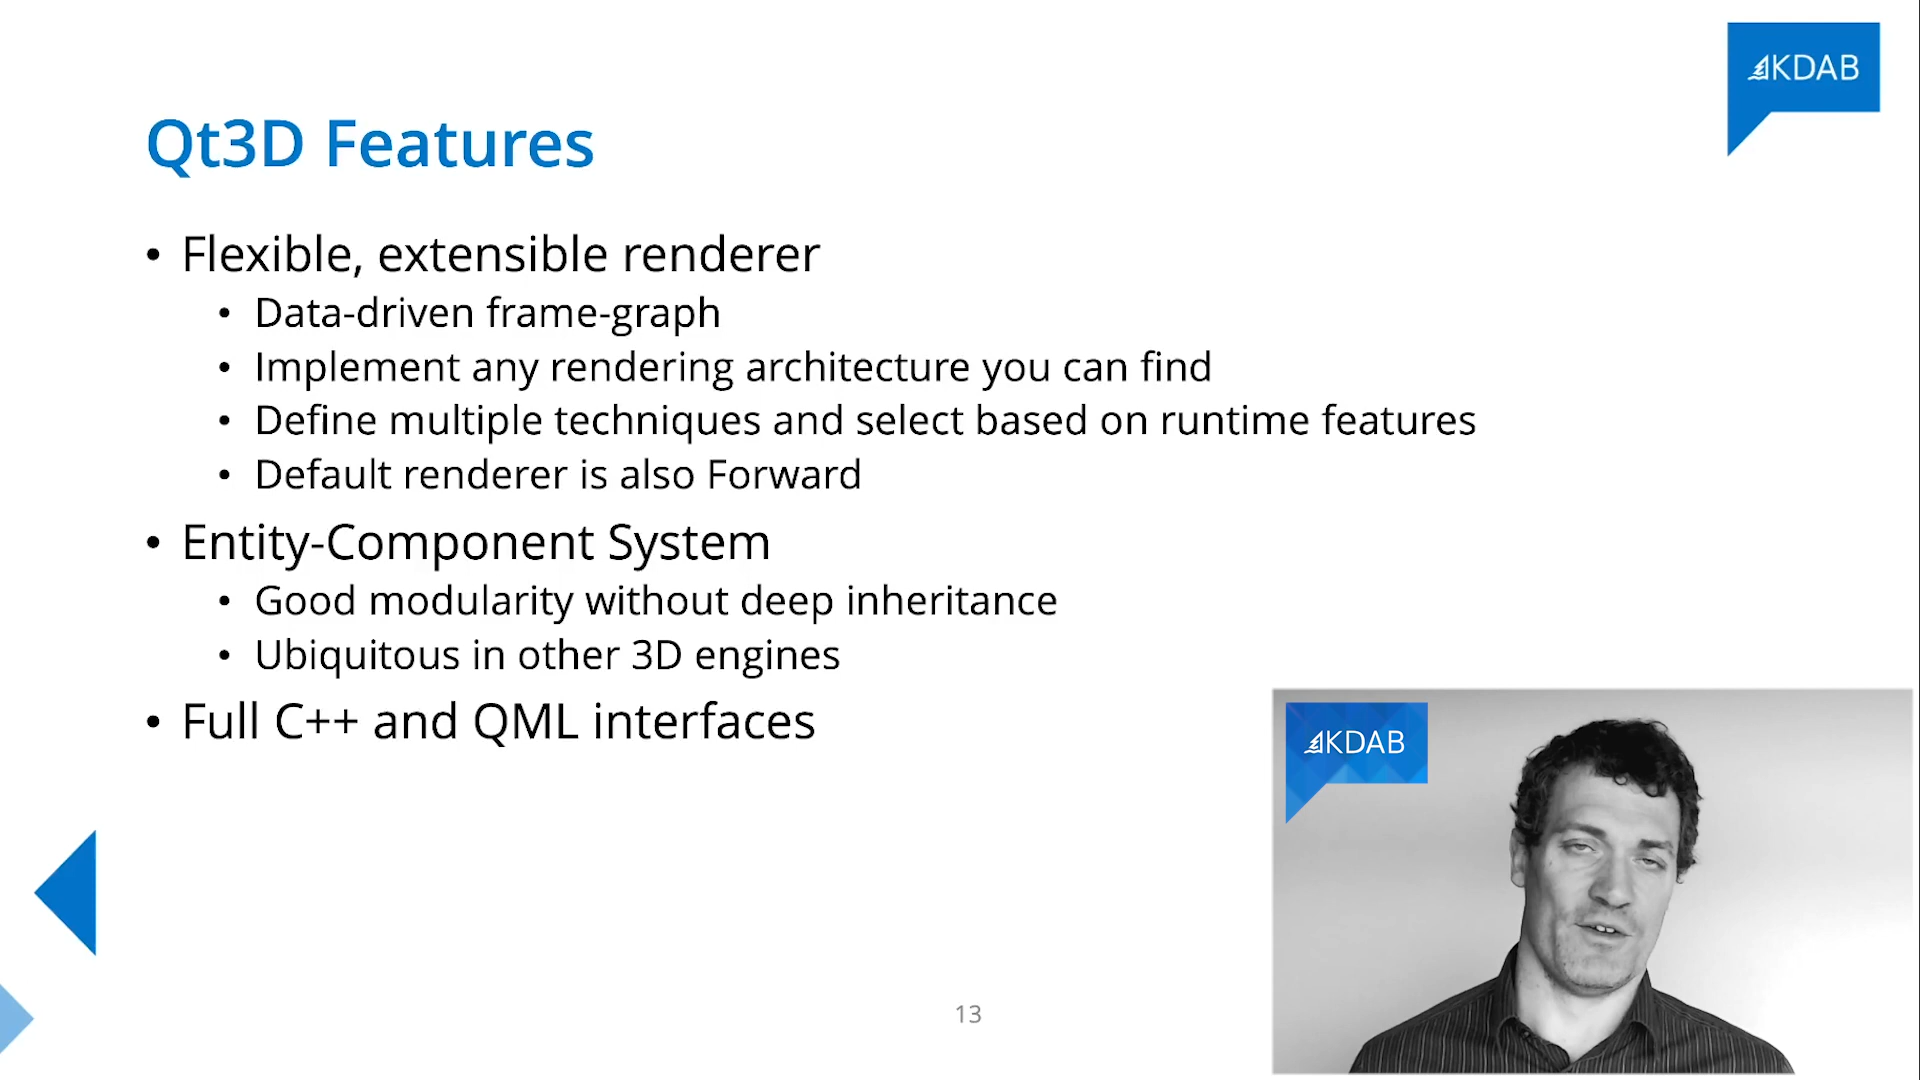 KDAB
Qt3D Features
• Flexible, extensible renderer
• Data-driven frame-graph
• Implement any rendering architecture you can find
• Define multiple techniques and select based on runtime features
• Default renderer is also Forward
• Entity-Component System
• Good modularity without deep inheritance
• Ubiquitous in other 3D engines
• Full C++ and QML interfaces
KDAB
13